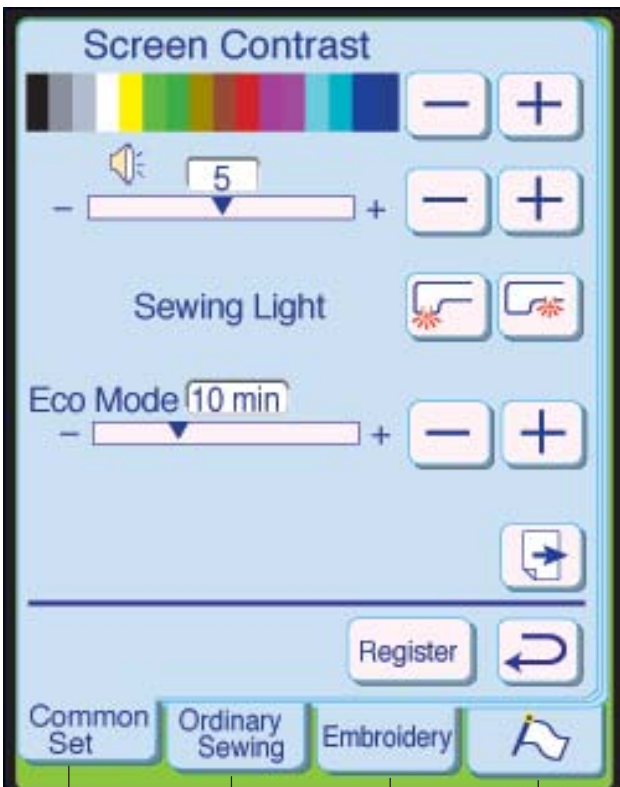 Screen Contrast
− +
5
− + − +
Sewing Light
Eco Mode 10 min
− + − +
Register
Common
Set
Ordinary
Sewing
Embroidery